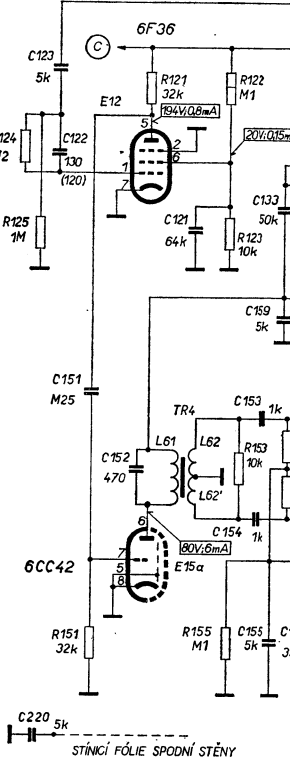 6F36
C
C123
5k
R121
32k
R122
M1
E12
194V;0,8mA
5
2
6
1
7
20V;0,15m
C122
130
(120)
R125
1M
C121
64k
R123
10k
C133
50k
C159
5k
C151
M25
TR4
C153
1k
L61
L62
L62'
C152
470
R153
10k
C154
1k
6
80V;6mA
E15a
6CC42
7
5
8
R151
32k
R155
M1
C155
5k
C220
5k
STÍNICÍ FÓLIE SPODNÍ STĚNY